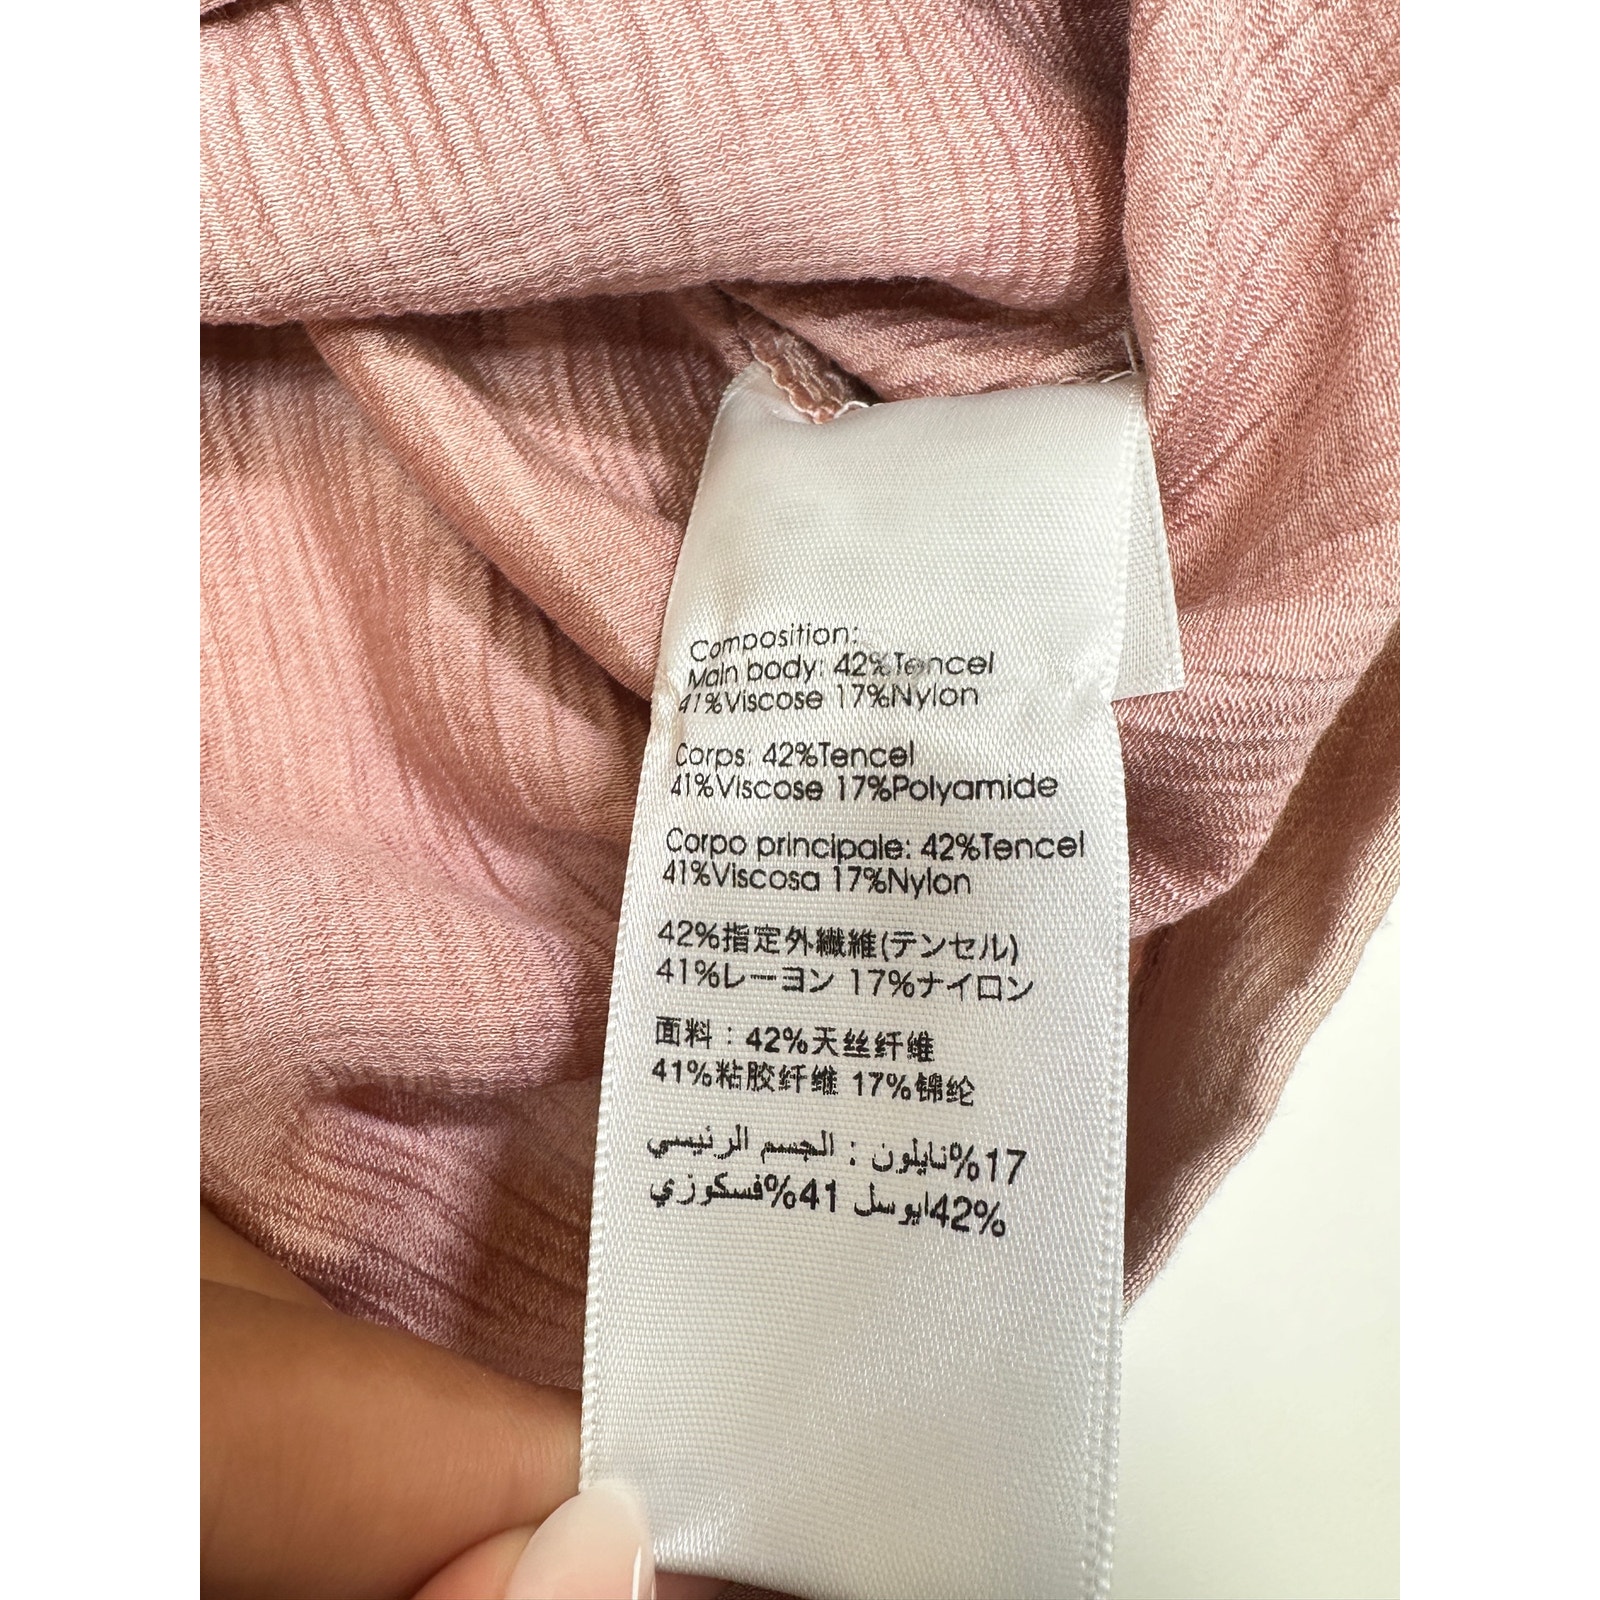 Composition:
Main body: 42%Tencel
41%Viscose 17%Nylon
Corps: 42%Tencel
41%Viscose 17%Polyamide
Corpo principale: 42%Tencel
41%Viscosa 17%Nylon
42%指定外繊維(テンセル)
41%レーヨン 17%ナイロン
面料：42%天丝纤维
41%粘胶纤维 17%锦纶
17%نايلون : الجسم الرئيسي
42%ايوسل 41%فسكوزي